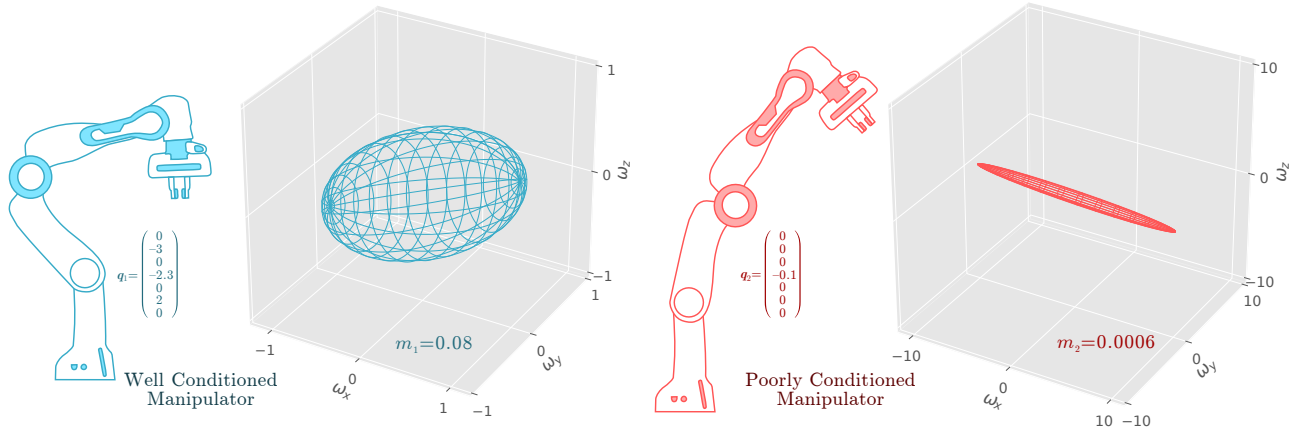 1
0
ω_z
−1
1
0
ω_y
−1
−1
0
1
ω_x
q₁=
0
−3
0
−2.3
0
2
0
m₁=0.08
Well Conditioned
Manipulator
10
0
ω_z
−10
10
0
ω_y
−10
−10
0
10
ω_x
q₂=
0
0
0
−0.1
0
0
0
m₂=0.0006
Poorly Conditioned
Manipulator